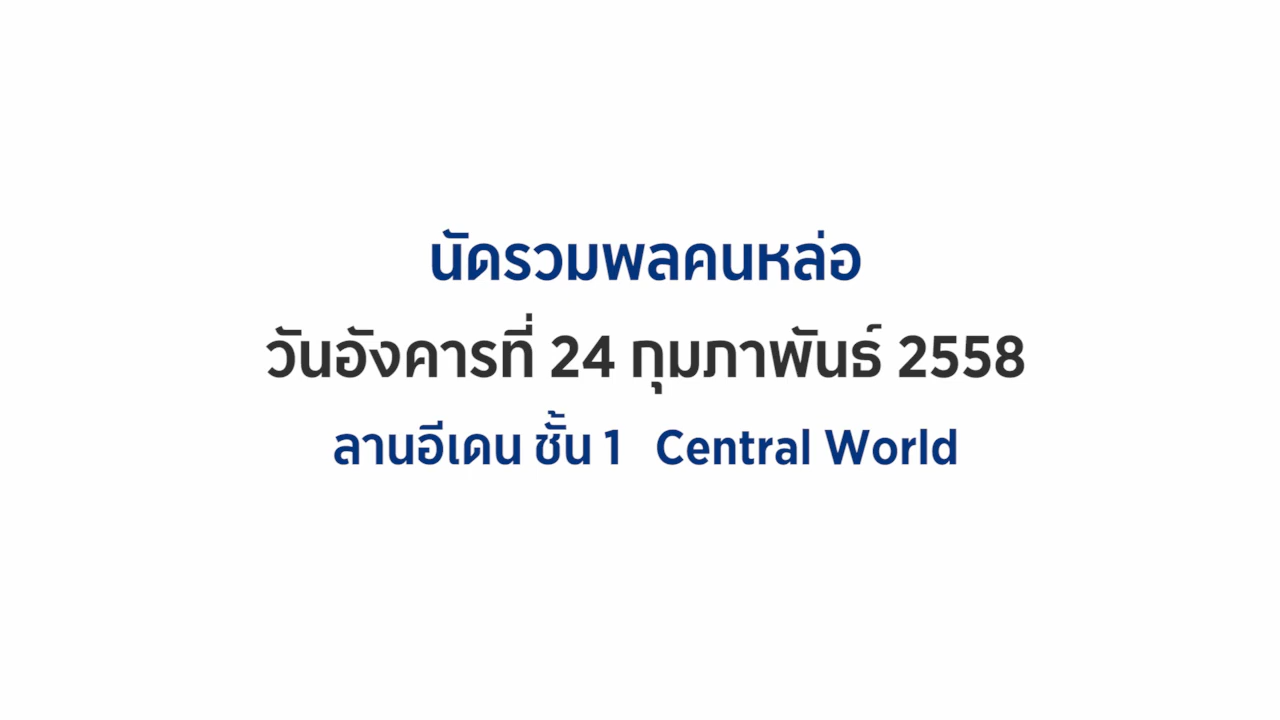 นัดรวมพลคนหล่อ
วันอังคารที่ 24 กุมภาพันธ์ 2558
ลานอีเดน ชั้น 1 Central World